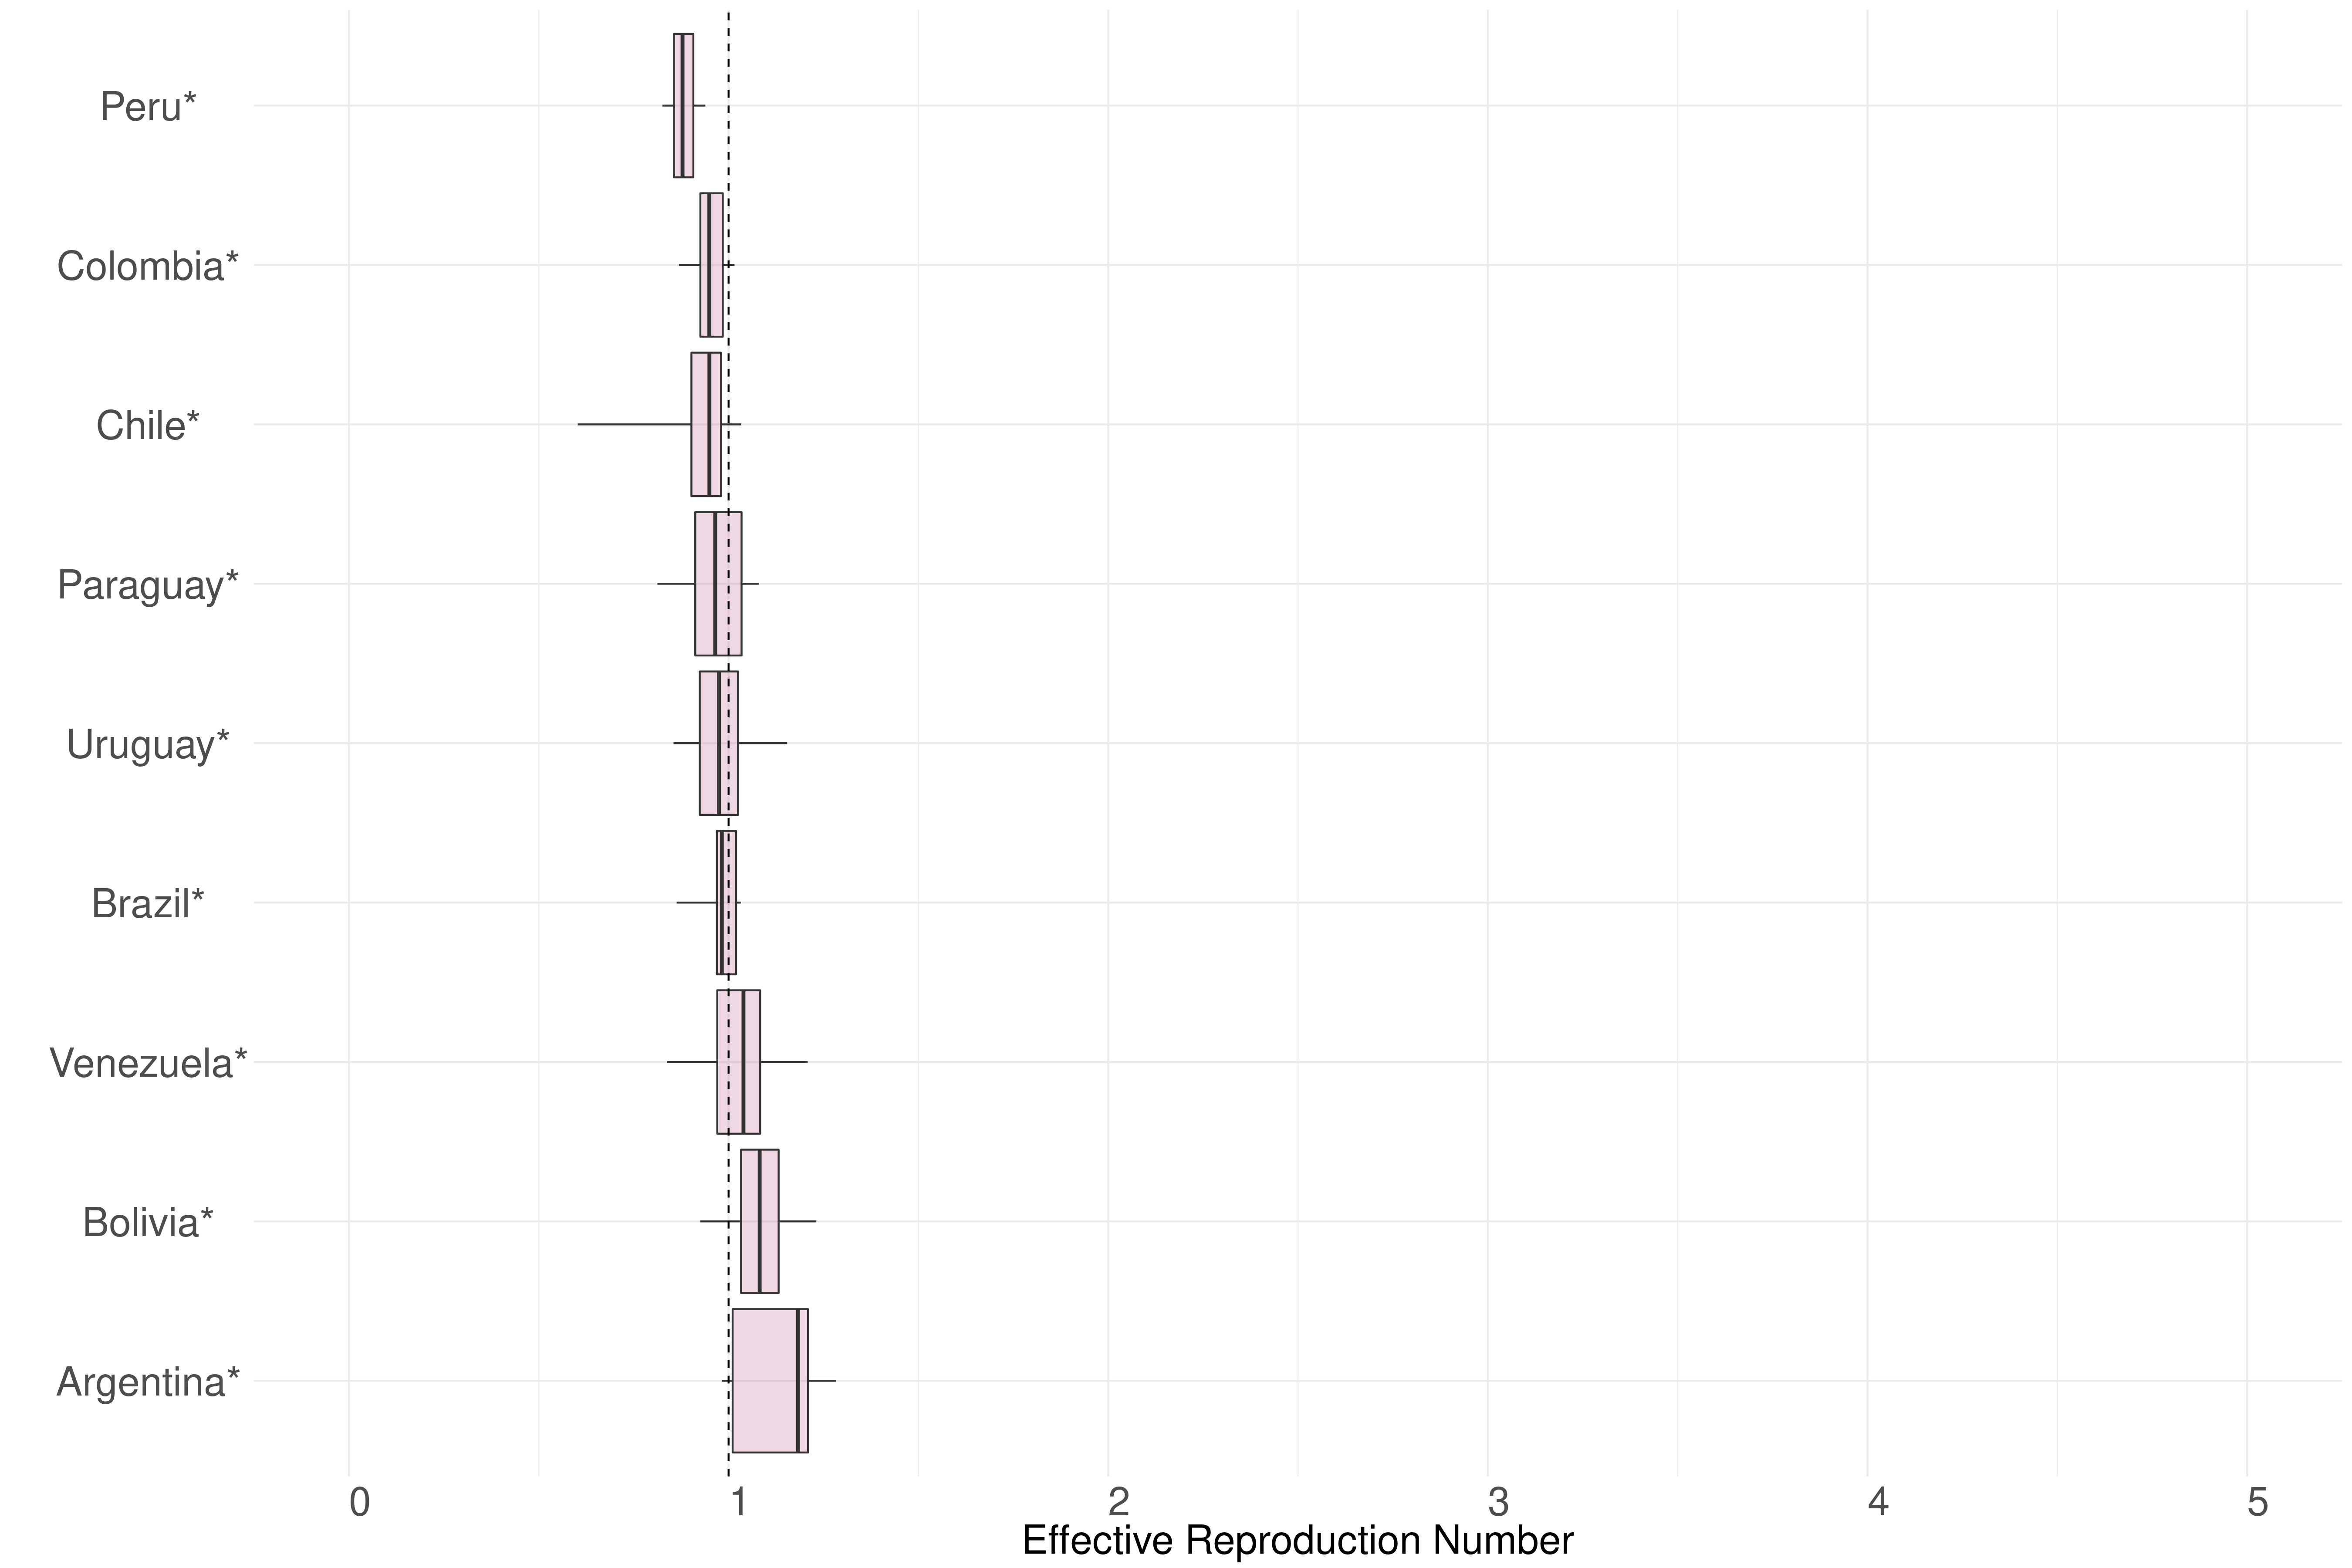 Peru*
Colombia*
Chile*
Paraguay*
Uruguay*
Brazil*
Venezuela*
Bolivia*
Argentina*
0 1 2 3 4 5
Effective Reproduction Number